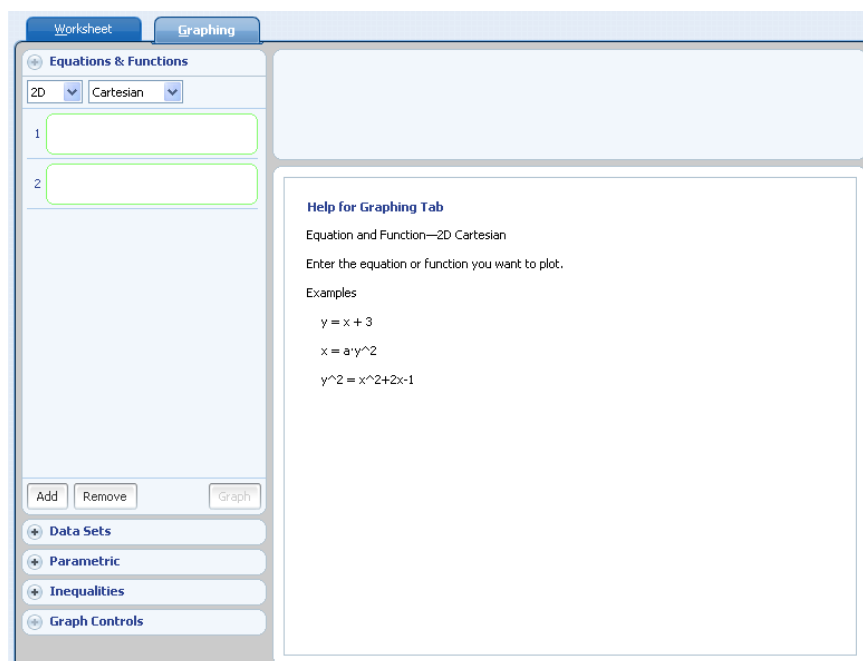 Worksheet
Graphing
Equations & Functions
2D
Cartesian
1
2
Add
Remove
Graph
Data Sets
Parametric
Inequalities
Graph Controls
Help for Graphing Tab
Equation and Function—2D Cartesian
Enter the equation or function you want to plot.
Examples
y = x + 3
x = a·y^2
y^2 = x^2+2x-1